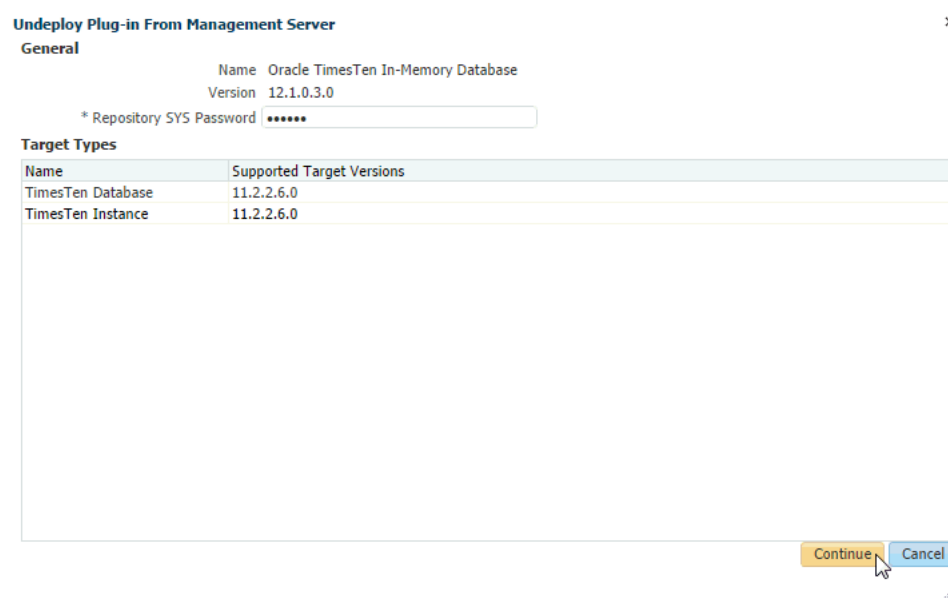 Undeploy Plug-in From Management Server
General
Name Oracle TimesTen In-Memory Database
Version 12.1.0.3.0
* Repository SYS Password ••••••
Target Types
Name Supported Target Versions
TimesTen Database 11.2.2.6.0
TimesTen Instance 11.2.2.6.0
Continue Cancel